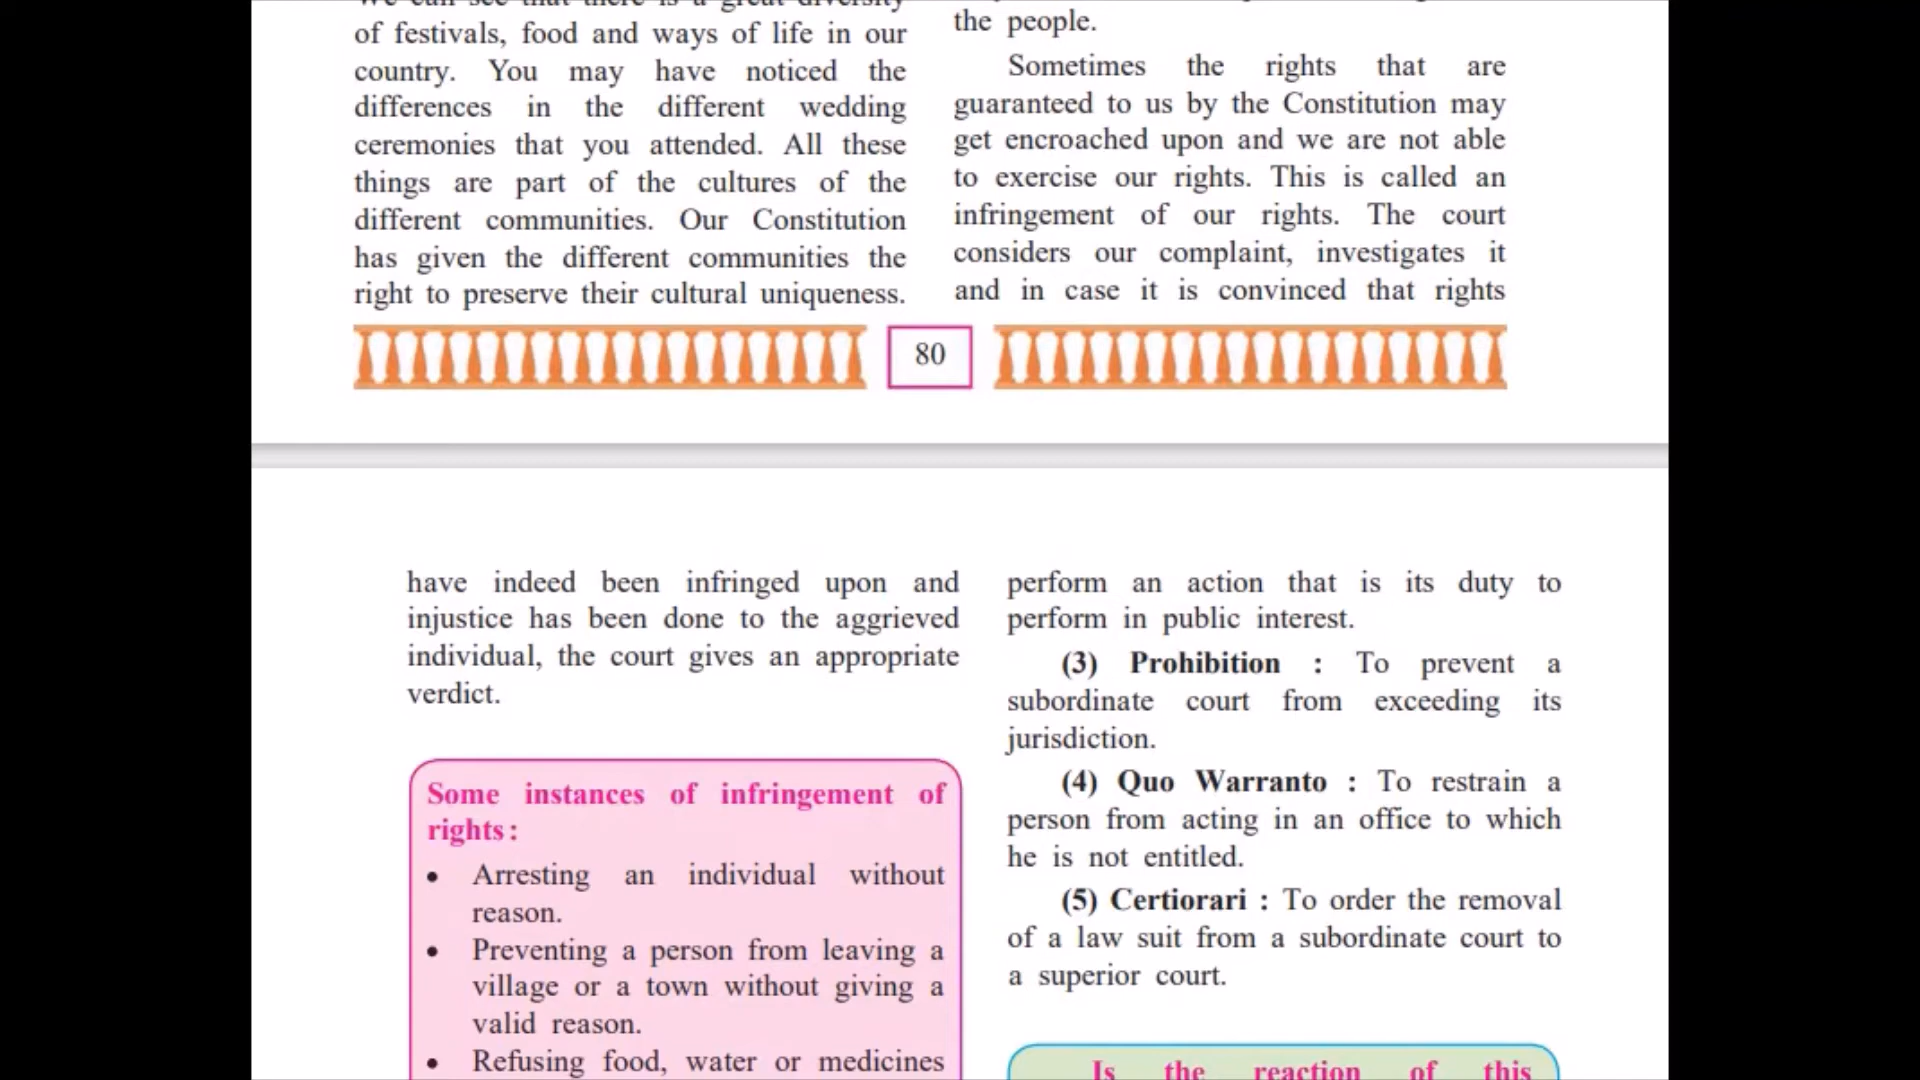 We can see that there is a great diversity
of festivals, food and ways of life in our
country. You may have noticed the
differences in the different wedding
ceremonies that you attended. All these
things are part of the cultures of the
different communities. Our Constitution
has given the different communities the
right to preserve their cultural uniqueness.
the people.
Sometimes the rights that are
guaranteed to us by the Constitution may
get encroached upon and we are not able
to exercise our rights. This is called an
infringement of our rights. The court
considers our complaint, investigates it
and in case it is convinced that rights
80
have indeed been infringed upon and
injustice has been done to the aggrieved
individual, the court gives an appropriate
verdict.
Some instances of infringement of
rights :
• Arresting an individual without
reason.
• Preventing a person from leaving a
village or a town without giving a
valid reason.
• Refusing food, water or medicines
perform an action that is its duty to
perform in public interest.
(3) Prohibition : To prevent a
subordinate court from exceeding its
jurisdiction.
(4) Quo Warranto : To restrain a
person from acting in an office to which
he is not entitled.
(5) Certiorari : To order the removal
of a law suit from a subordinate court to
a superior court.
Is the reaction of this